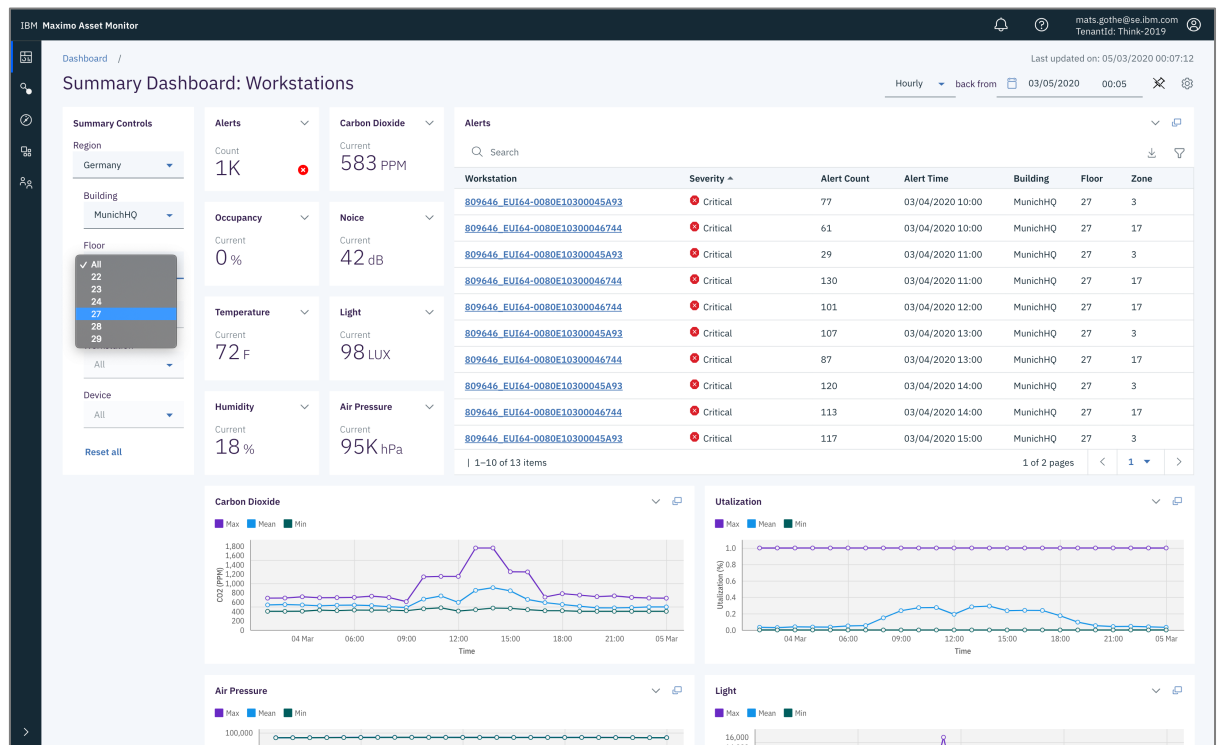 IBM Maximo Asset Monitor
mats.gothe@se.ibm.com
TenantId: Think-2019
Dashboard /
Last updated on: 05/03/2020 00:07:12
Summary Dashboard: Workstations
Hourly back from 03/05/2020 00:05
Summary Controls
Region
Germany
Building
MunichHQ
Floor
✓ All
22
23
24
27
28
29
All
Device
All
Reset all
Alerts
Count
1K
Carbon Dioxide
Current
583 PPM
Occupancy
Current
0 %
Noice
Current
42 dB
Temperature
Current
72 F
Light
Current
98 LUX
Humidity
Current
18 %
Air Pressure
Current
95K hPa
Alerts
Search
Workstation Severity Alert Count Alert Time Building Floor Zone
809646_EUI64-0080E10300045A93 Critical 77 03/04/2020 10:00 MunichHQ 27 3
809646_EUI64-0080E10300046744 Critical 61 03/04/2020 10:00 MunichHQ 27 17
809646_EUI64-0080E10300045A93 Critical 29 03/04/2020 11:00 MunichHQ 27 3
809646_EUI64-0080E10300046744 Critical 130 03/04/2020 11:00 MunichHQ 27 17
809646_EUI64-0080E10300046744 Critical 101 03/04/2020 12:00 MunichHQ 27 17
809646_EUI64-0080E10300045A93 Critical 107 03/04/2020 13:00 MunichHQ 27 3
809646_EUI64-0080E10300046744 Critical 87 03/04/2020 13:00 MunichHQ 27 17
809646_EUI64-0080E10300045A93 Critical 120 03/04/2020 14:00 MunichHQ 27 3
809646_EUI64-0080E10300046744 Critical 113 03/04/2020 14:00 MunichHQ 27 17
809646_EUI64-0080E10300045A93 Critical 117 03/04/2020 15:00 MunichHQ 27 3
| 1–10 of 13 items 1 of 2 pages 1
Carbon Dioxide
Max Mean Min
CO2 (PPM)
1,800
1,600
1,400
1,200
1,000
800
600
400
200
0
04 Mar 06:00 09:00 12:00 15:00 18:00 21:00 05 Mar
Time
Utalization
Max Mean Min
Utalization (%)
1.0
0.8
0.6
0.4
0.2
0.0
04 Mar 06:00 09:00 12:00 15:00 18:00 21:00 05 Mar
Time
Air Pressure
Max Mean Min
100,000
Light
Max Mean Min
16,000